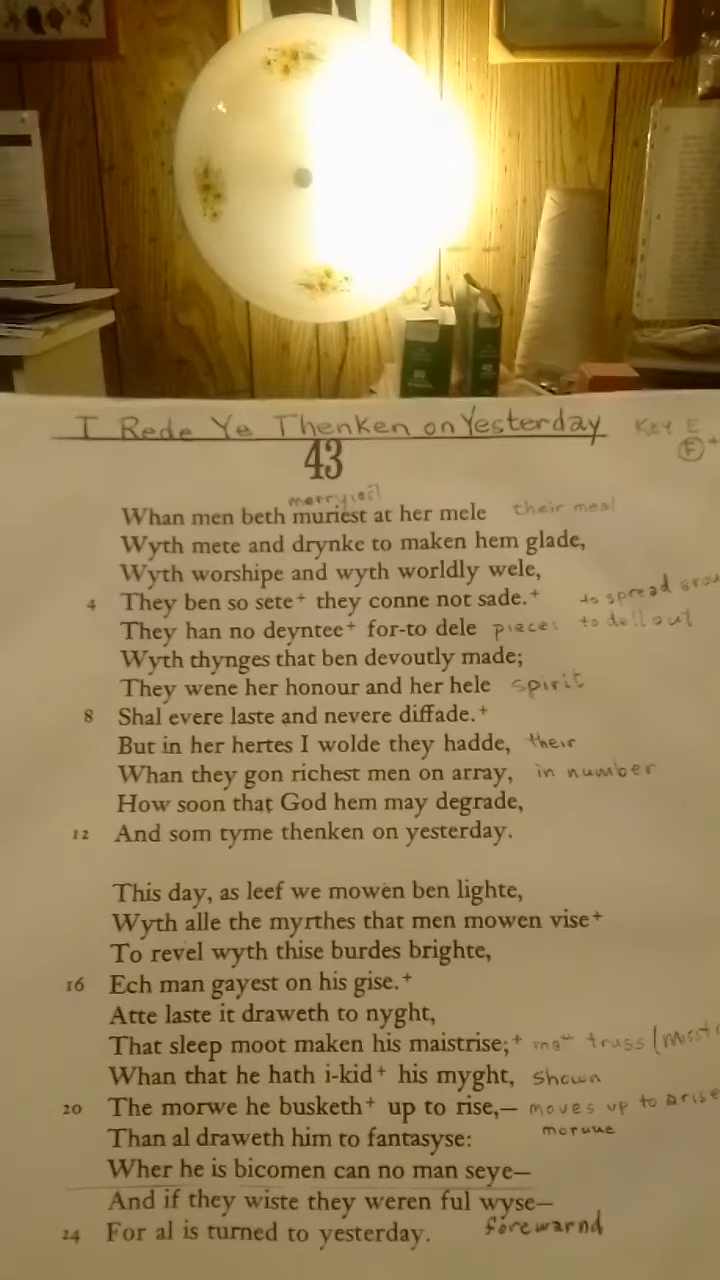 I Rede Ye Thenken on Yesterday Key E
F
43
Whan men beth muriest at her mele their meal
Wyth mete and drynke to maken hem glade,
Wyth worshipe and wyth worldly wele,
4 They ben so sete+ they conne not sade.+ to spread
They han no deyntee+ for-to dele pieces to doll out
Wyth thynges that ben devoutly made;
They wene her honour and her hele spirit
8 Shal evere laste and nevere diffade.+
But in her hertes I wolde they hadde, their
Whan they gon richest men on array, in number
How soon that God hem may degrade,
12 And som tyme thenken on yesterday.
This day, as leef we mowen ben lighte,
Wyth alle the myrthes that men mowen vise+
To revel wyth thise burdes brighte,
16 Ech man gayest on his gise.+
Atte laste it draweth to nyght,
That sleep moot maken his maistrise;+
Whan that he hath i-kid+ his myght, shown
20 The morwe he busketh+ up to rise,— moves up to arise
Than al draweth him to fantasyse:
Wher he is bicomen can no man seye—
And if they wiste they weren ful wyse—
24 For al is turned to yesterday. forewarnd